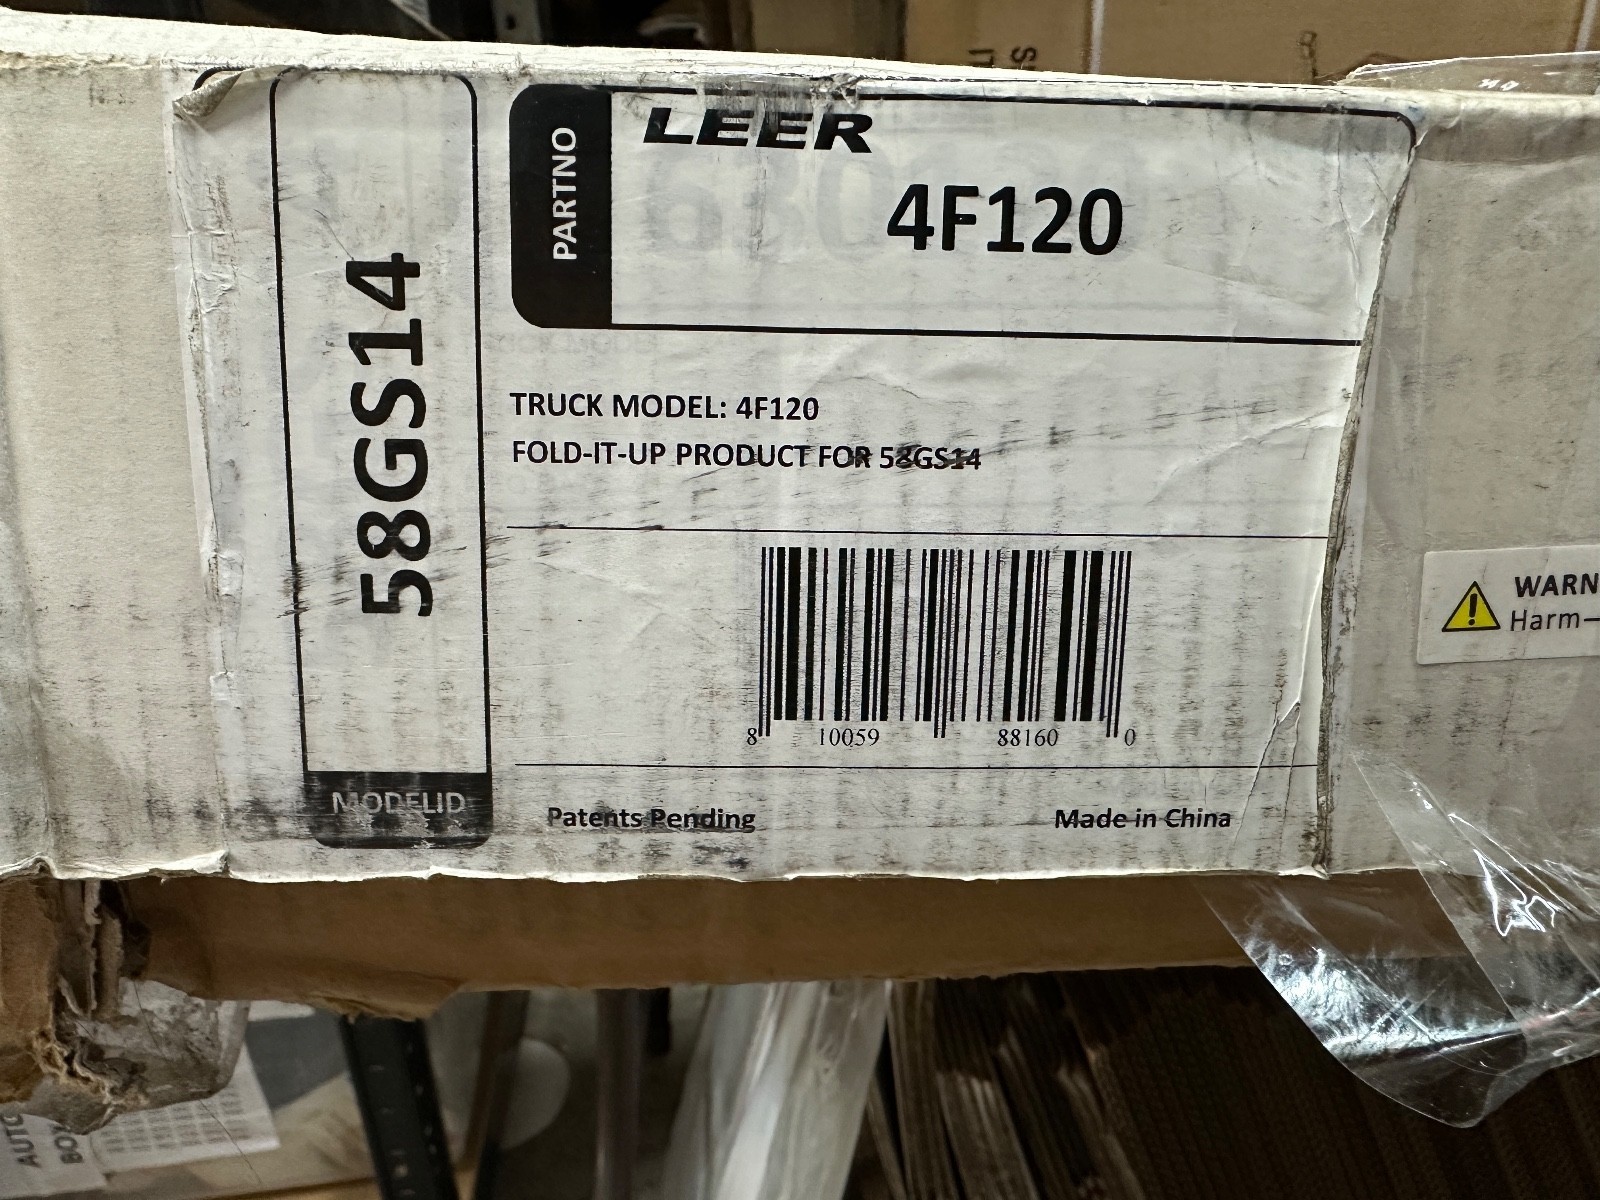 LEER
PARTNO
4F120
58GS14
MODELID
TRUCK MODEL: 4F120
FOLD-IT-UP PRODUCT FOR 58GS14
8 10059 88160 0
Patents Pending
Made in China
WARN
Harm—
AUTO